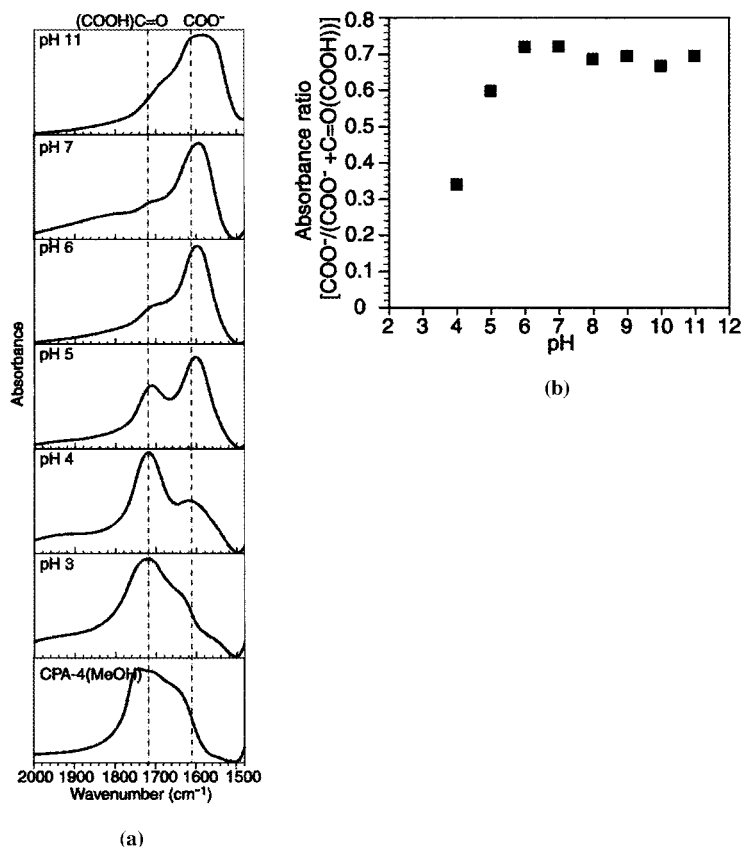 (COOH)C=O COO⁻
pH 11
pH 7
pH 6
pH 5
pH 4
pH 3
CPA-4(MeOH)
Absorbance
2000 1900 1800 1700 1600 1500
Wavenumber (cm⁻¹)
(a)
Absorbance ratio
[COO⁻/(COO⁻ +C=O(COOH))]
0.8
0.7
0.6
0.5
0.4
0.3
0.2
0.1
0
2 3 4 5 6 7 8 9 10 11 12
pH
(b)